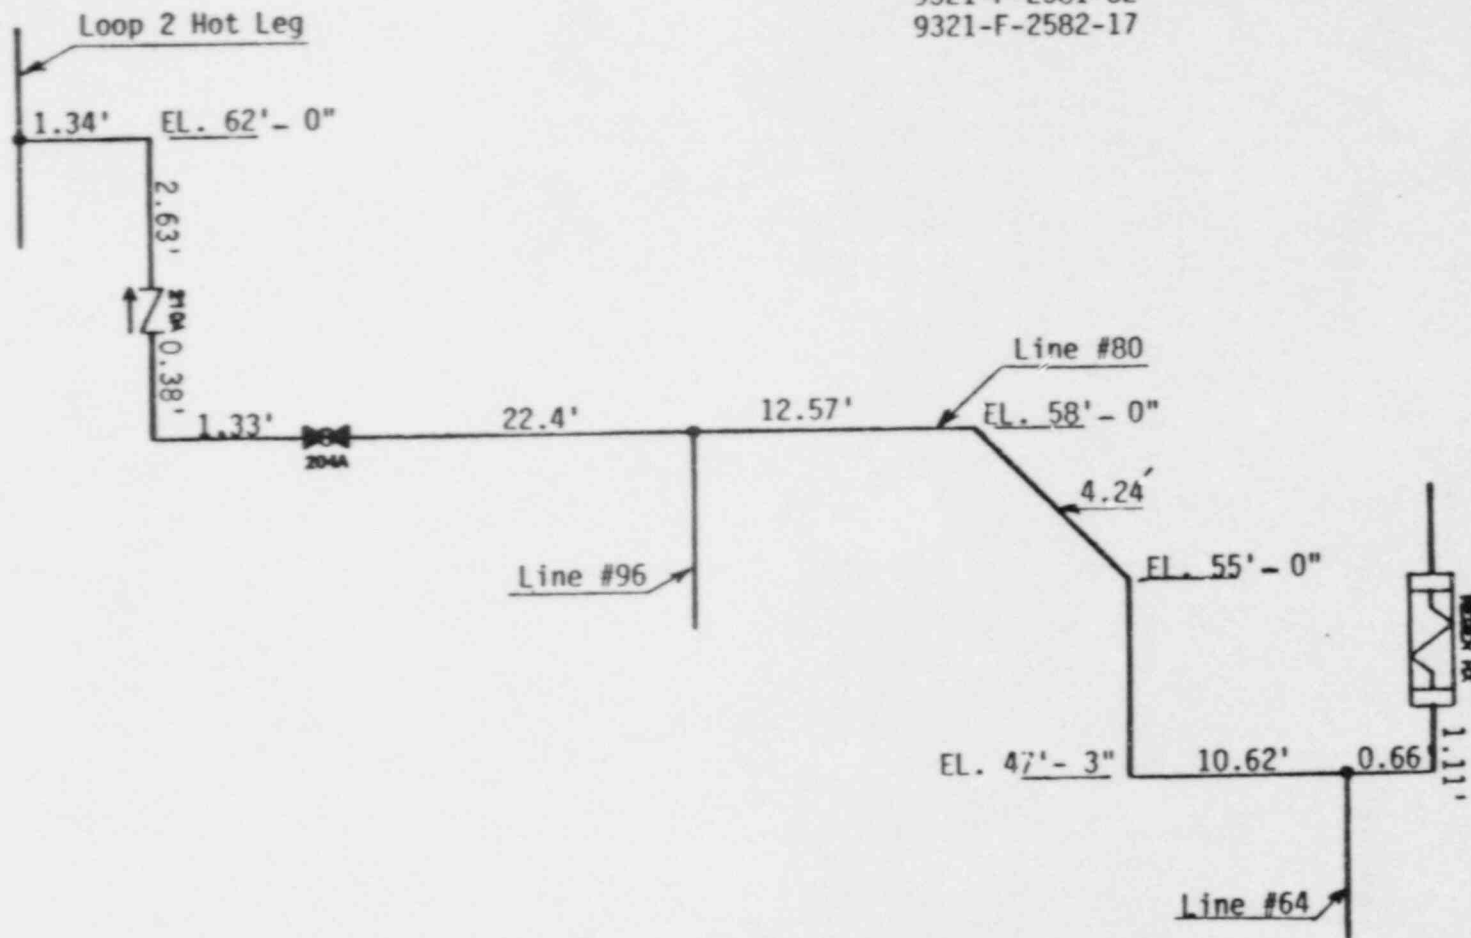 9321-F-2582-17
Loop 2 Hot Leg
1.34'
EL. 62'- 0"
2.63'
0.38'
1.33'
204A
22.4'
12.57'
Line #80
EL. 58'- 0"
4.24'
Line #96
EL. 55'- 0"
EL. 47'- 3"
10.62'
0.66'
1.11'
Line #64